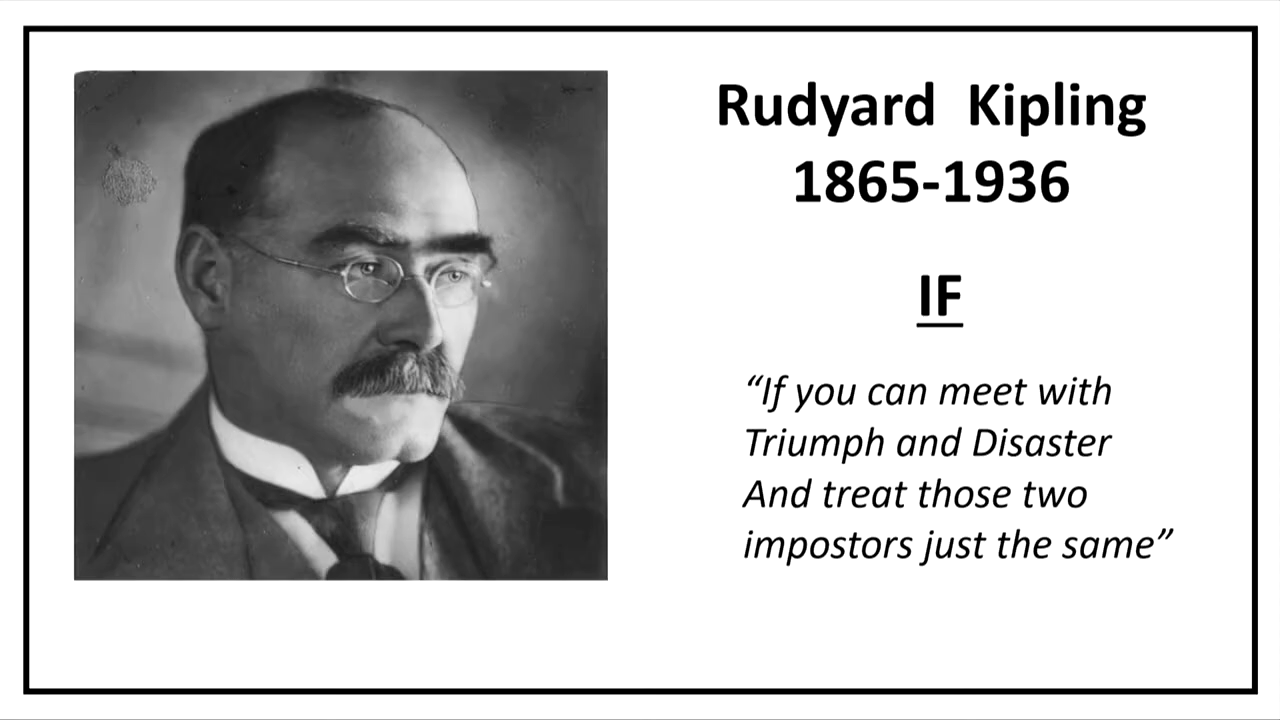 Rudyard Kipling
1865-1936
IF
“If you can meet with
Triumph and Disaster
And treat those two
impostors just the same”